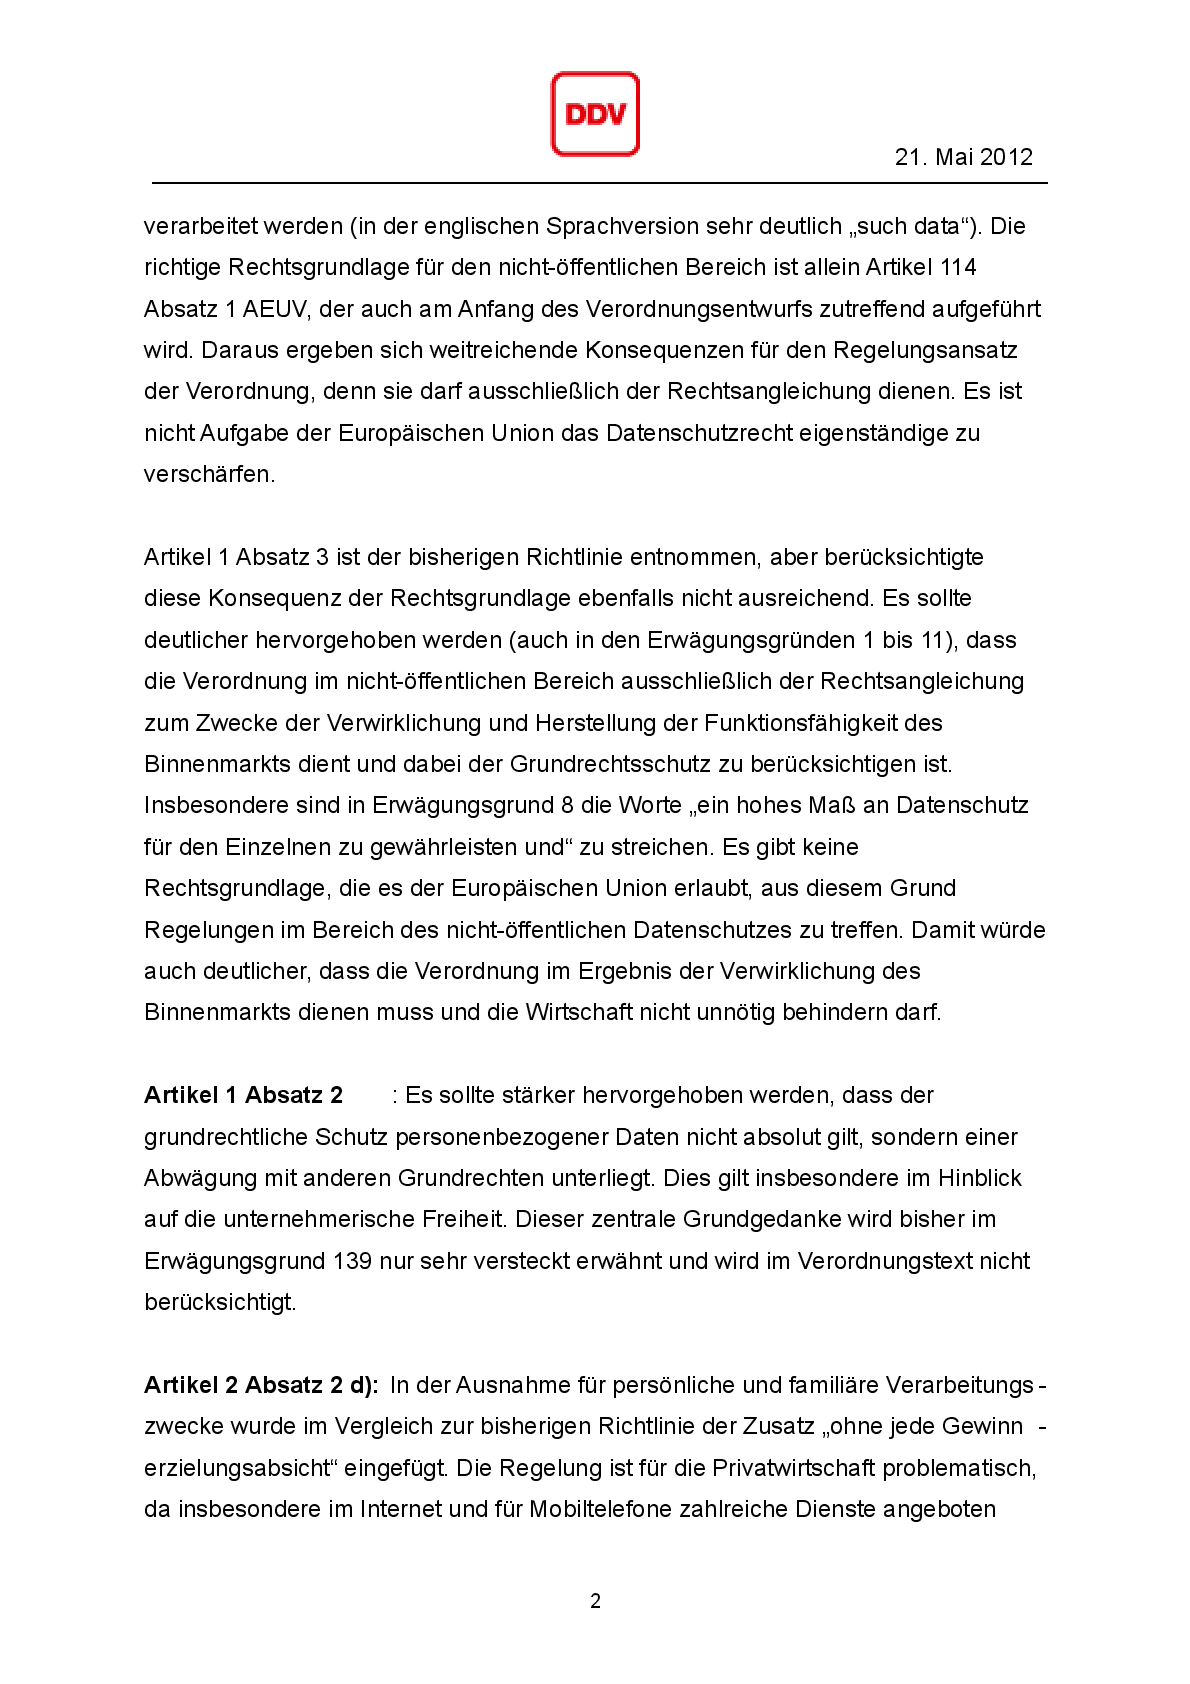 DDV
21. Mai 2012
verarbeitet werden (in der englischen Sprachversion sehr deutlich „such data“). Die
richtige Rechtsgrundlage für den nicht-öffentlichen Bereich ist allein Artikel 114
Absatz 1 AEUV, der auch am Anfang des Verordnungsentwurfs zutreffend aufgeführt
wird. Daraus ergeben sich weitreichende Konsequenzen für den Regelungsansatz
der Verordnung, denn sie darf ausschließlich der Rechtsangleichung dienen. Es ist
nicht Aufgabe der Europäischen Union das Datenschutzrecht eigenständige zu
verschärfen.
Artikel 1 Absatz 3 ist der bisherigen Richtlinie entnommen, aber berücksichtigte
diese Konsequenz der Rechtsgrundlage ebenfalls nicht ausreichend. Es sollte
deutlicher hervorgehoben werden (auch in den Erwägungsgründen 1 bis 11), dass
die Verordnung im nicht-öffentlichen Bereich ausschließlich der Rechtsangleichung
zum Zwecke der Verwirklichung und Herstellung der Funktionsfähigkeit des
Binnenmarkts dient und dabei der Grundrechtsschutz zu berücksichtigen ist.
Insbesondere sind in Erwägungsgrund 8 die Worte „ein hohes Maß an Datenschutz
für den Einzelnen zu gewährleisten und“ zu streichen. Es gibt keine
Rechtsgrundlage, die es der Europäischen Union erlaubt, aus diesem Grund
Regelungen im Bereich des nicht-öffentlichen Datenschutzes zu treffen. Damit würde
auch deutlicher, dass die Verordnung im Ergebnis der Verwirklichung des
Binnenmarkts dienen muss und die Wirtschaft nicht unnötig behindern darf.
Artikel 1 Absatz 2 : Es sollte stärker hervorgehoben werden, dass der
grundrechtliche Schutz personenbezogener Daten nicht absolut gilt, sondern einer
Abwägung mit anderen Grundrechten unterliegt. Dies gilt insbesondere im Hinblick
auf die unternehmerische Freiheit. Dieser zentrale Grundgedanke wird bisher im
Erwägungsgrund 139 nur sehr versteckt erwähnt und wird im Verordnungstext nicht
berücksichtigt.
Artikel 2 Absatz 2 d): In der Ausnahme für persönliche und familiäre Verarbeitungs -
zwecke wurde im Vergleich zur bisherigen Richtlinie der Zusatz „ohne jede Gewinn -
erzielungsabsicht“ eingefügt. Die Regelung ist für die Privatwirtschaft problematisch,
da insbesondere im Internet und für Mobiltelefone zahlreiche Dienste angeboten
2